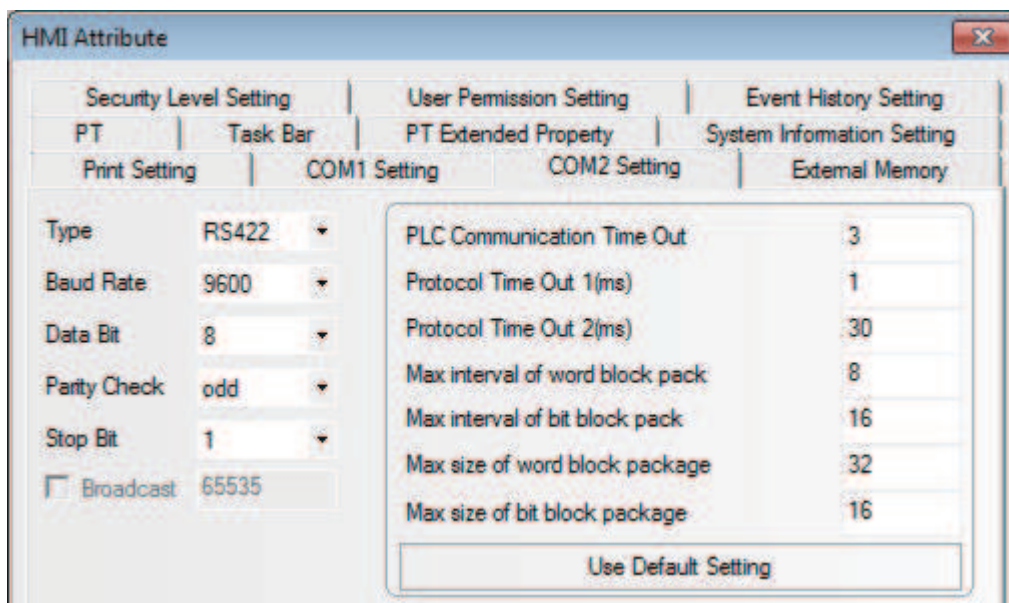 HMI Attribute
Security Level Setting User Permission Setting Event History Setting
PT Task Bar PT Extended Property System Information Setting
Print Setting COM1 Setting COM2 Setting External Memory
Type RS422 PLC Communication Time Out 3
Baud Rate 9600 Protocol Time Out 1(ms) 1
Data Bit 8 Protocol Time Out 2(ms) 30
Parity Check odd Max interval of word block pack 8
Stop Bit 1 Max interval of bit block pack 16
Broadcast 65535 Max size of word block package 32
Max size of bit block package 16
Use Default Setting